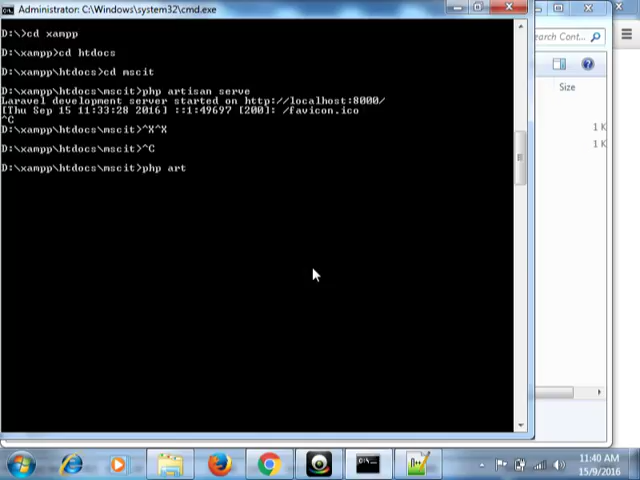 Administrator: C:\Windows\system32\cmd.exe
D:\>cd xampp
D:\xampp>cd htdocs
D:\xampp\htdocs>cd mscit
D:\xampp\htdocs\mscit>php artisan serve
Laravel development server started on http://localhost:8000/
[Thu Sep 15 11:33:28 2016] ::1:49697 [200]: /favicon.ico
^C
D:\xampp\htdocs\mscit>^X^X
D:\xampp\htdocs\mscit>^C
D:\xampp\htdocs\mscit>php art
earch Cont...
Size
1 K
1 K
11:40 AM
15/9/2016